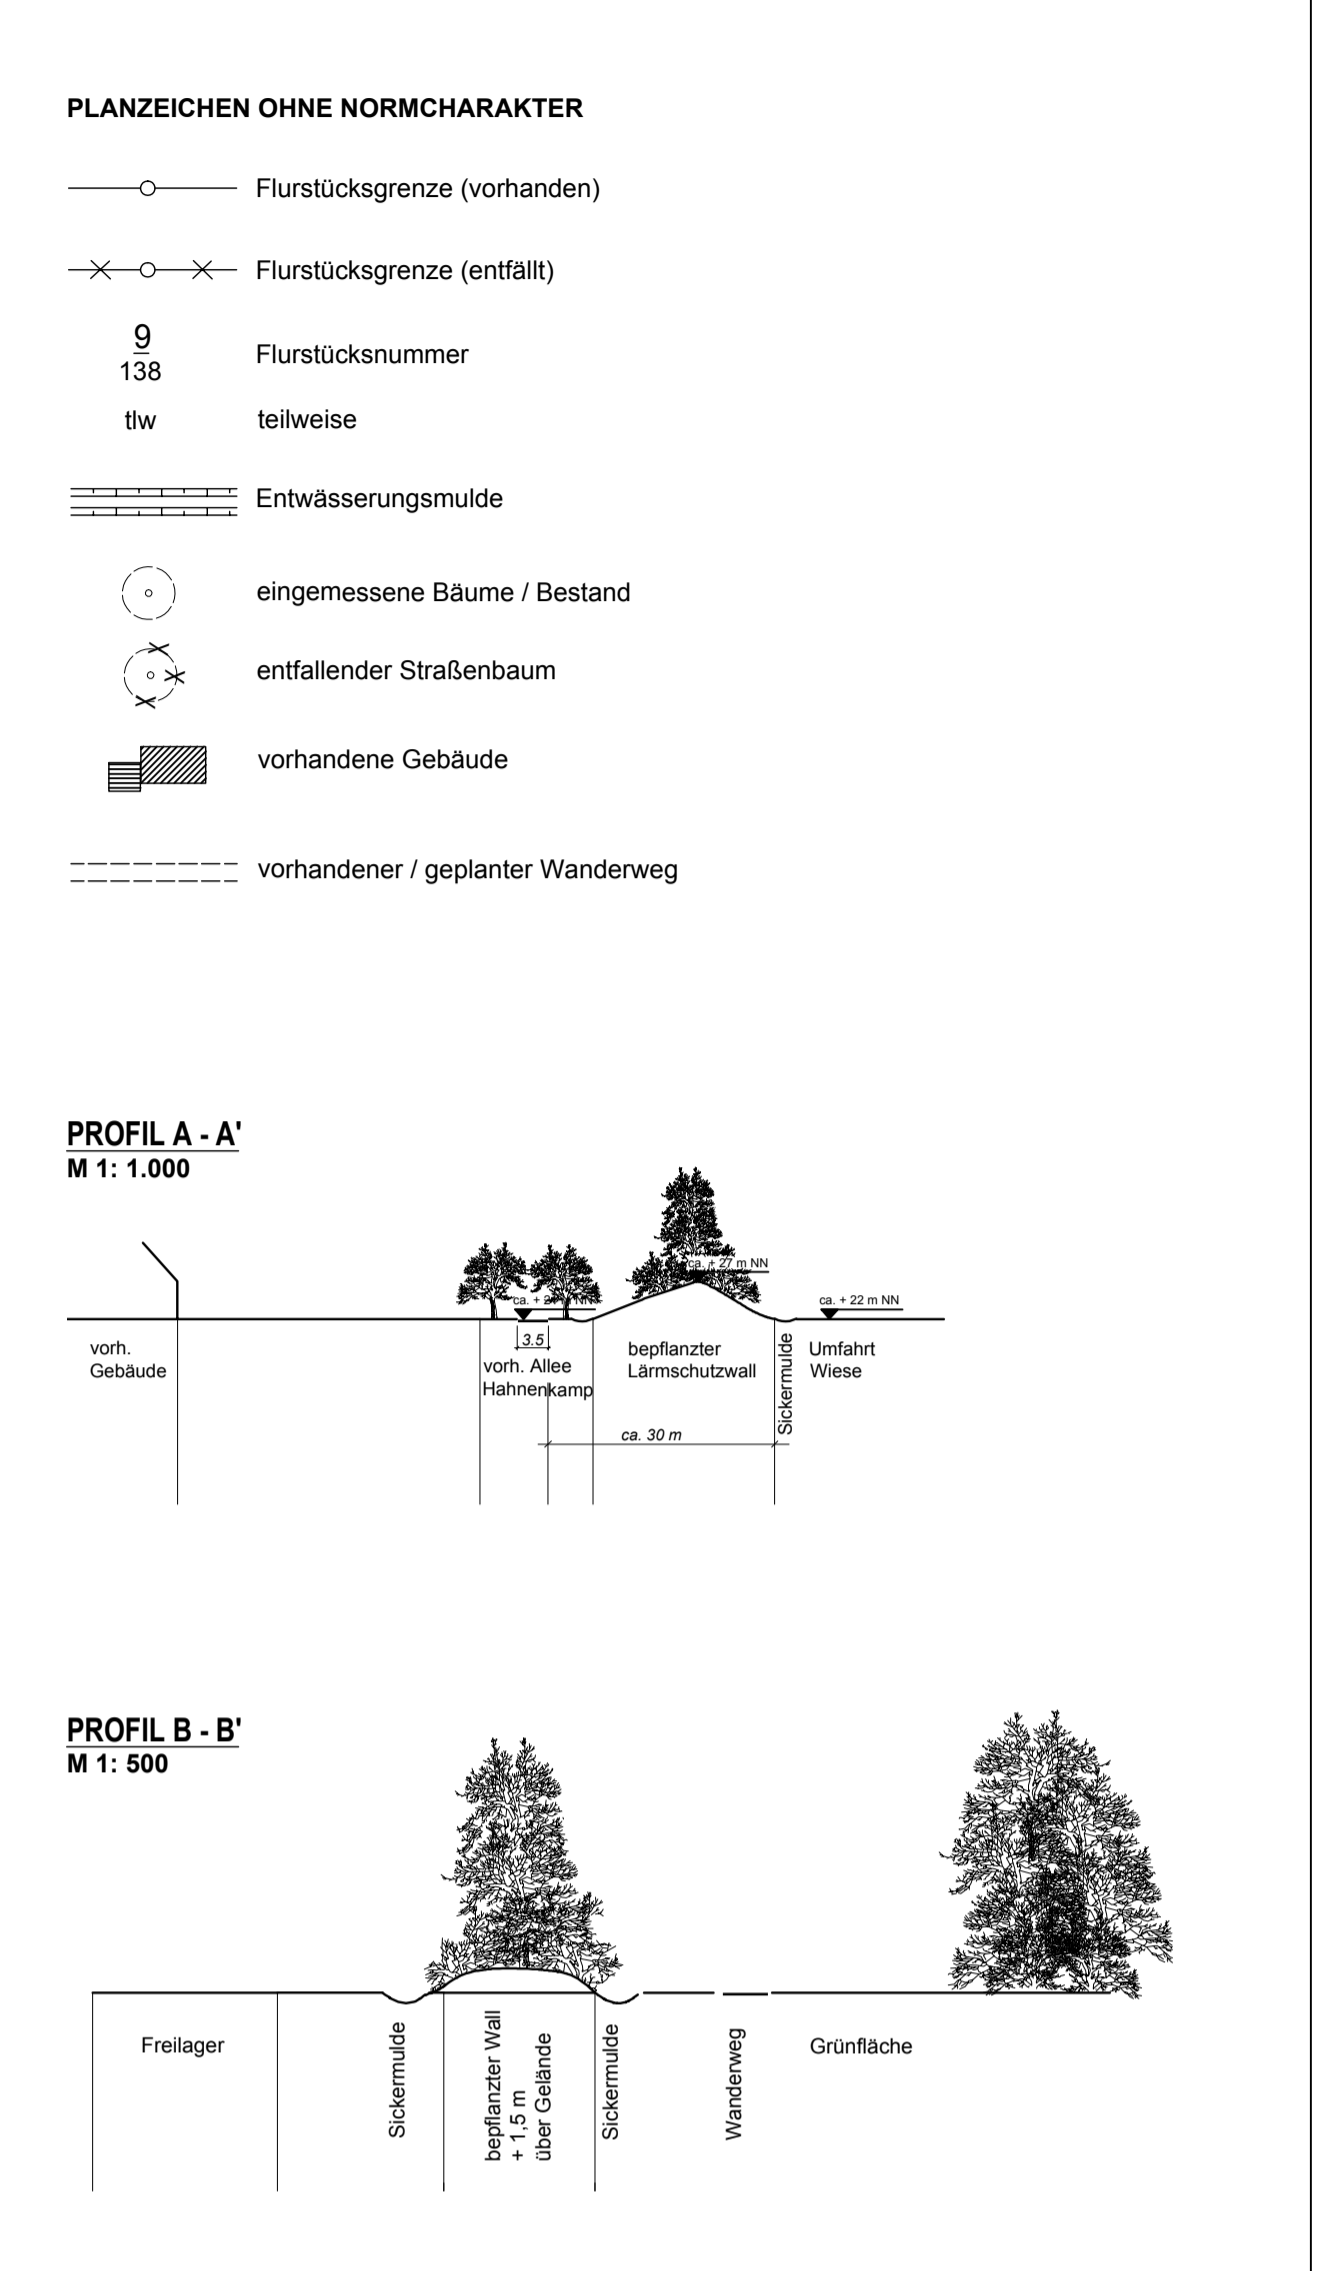 PLANZEICHEN OHNE NORMCHARAKTER
Flurstücksgrenze (vorhanden)
Flurstücksgrenze (entfällt)
9
138
Flurstücksnummer
tlw teilweise
Entwässerungsmulde
eingemessene Bäume / Bestand
entfallender Straßenbaum
vorhandene Gebäude
vorhandener / geplanter Wanderweg
PROFIL A - A'
M 1: 1.000
ca. + 27 m NN
ca. + NN
ca. + 22 m NN
3.5
vorh.
Gebäude
vorh. Allee
Hahnenkamp
bepflanzter
Lärmschutzwall
Sickermulde
Umfahrt
Wiese
ca. 30 m
PROFIL B - B'
M 1: 500
Freilager
Sickermulde
bepflanzter Wall
+ 1,5 m
über Gelände
Sickermulde
Wanderweg
Grünfläche